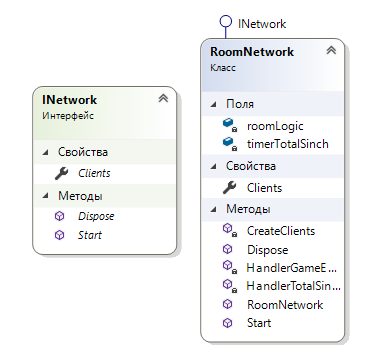 INetwork
Интерфейс
Свойства
Clients
Методы
Dispose
Start
INetwork
RoomNetwork
Класс
Поля
roomLogic
timerTotalSinch
Свойства
Clients
Методы
CreateClients
Dispose
HandlerGameE...
HandlerTotalSin...
RoomNetwork
Start